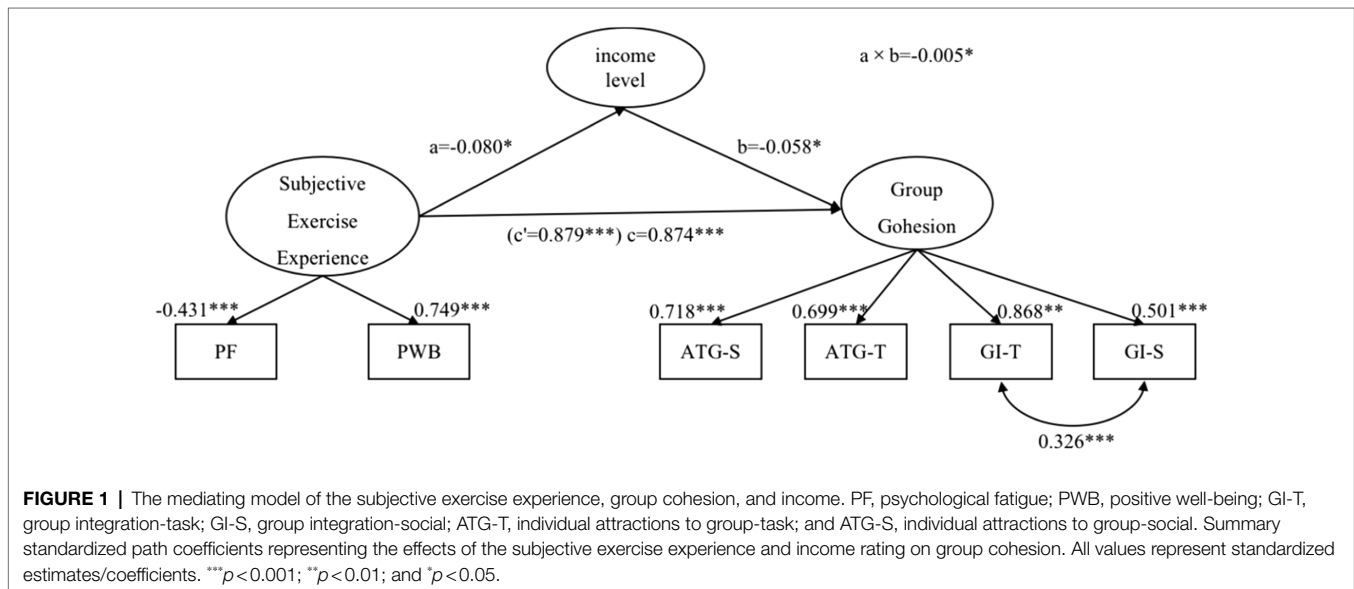 income
level
a × b=-0.005*
a=-0.080*
b=-0.058*
Subjective
Exercise
Experience
Group
Gohesion
(c'=0.879***) c=0.874***
-0.431***
0.749***
0.718***
0.699***
0.868**
0.501***
PF
PWB
ATG-S
ATG-T
GI-T
GI-S
0.326***
FIGURE 1 | The mediating model of the subjective exercise experience, group cohesion, and income. PF, psychological fatigue; PWB, positive well-being; GI-T,
group integration-task; GI-S, group integration-social; ATG-T, individual attractions to group-task; and ATG-S, individual attractions to group-social. Summary
standardized path coefficients representing the effects of the subjective exercise experience and income rating on group cohesion. All values represent standardized
estimates/coefficients. ***p<0.001; **p<0.01; and *p<0.05.